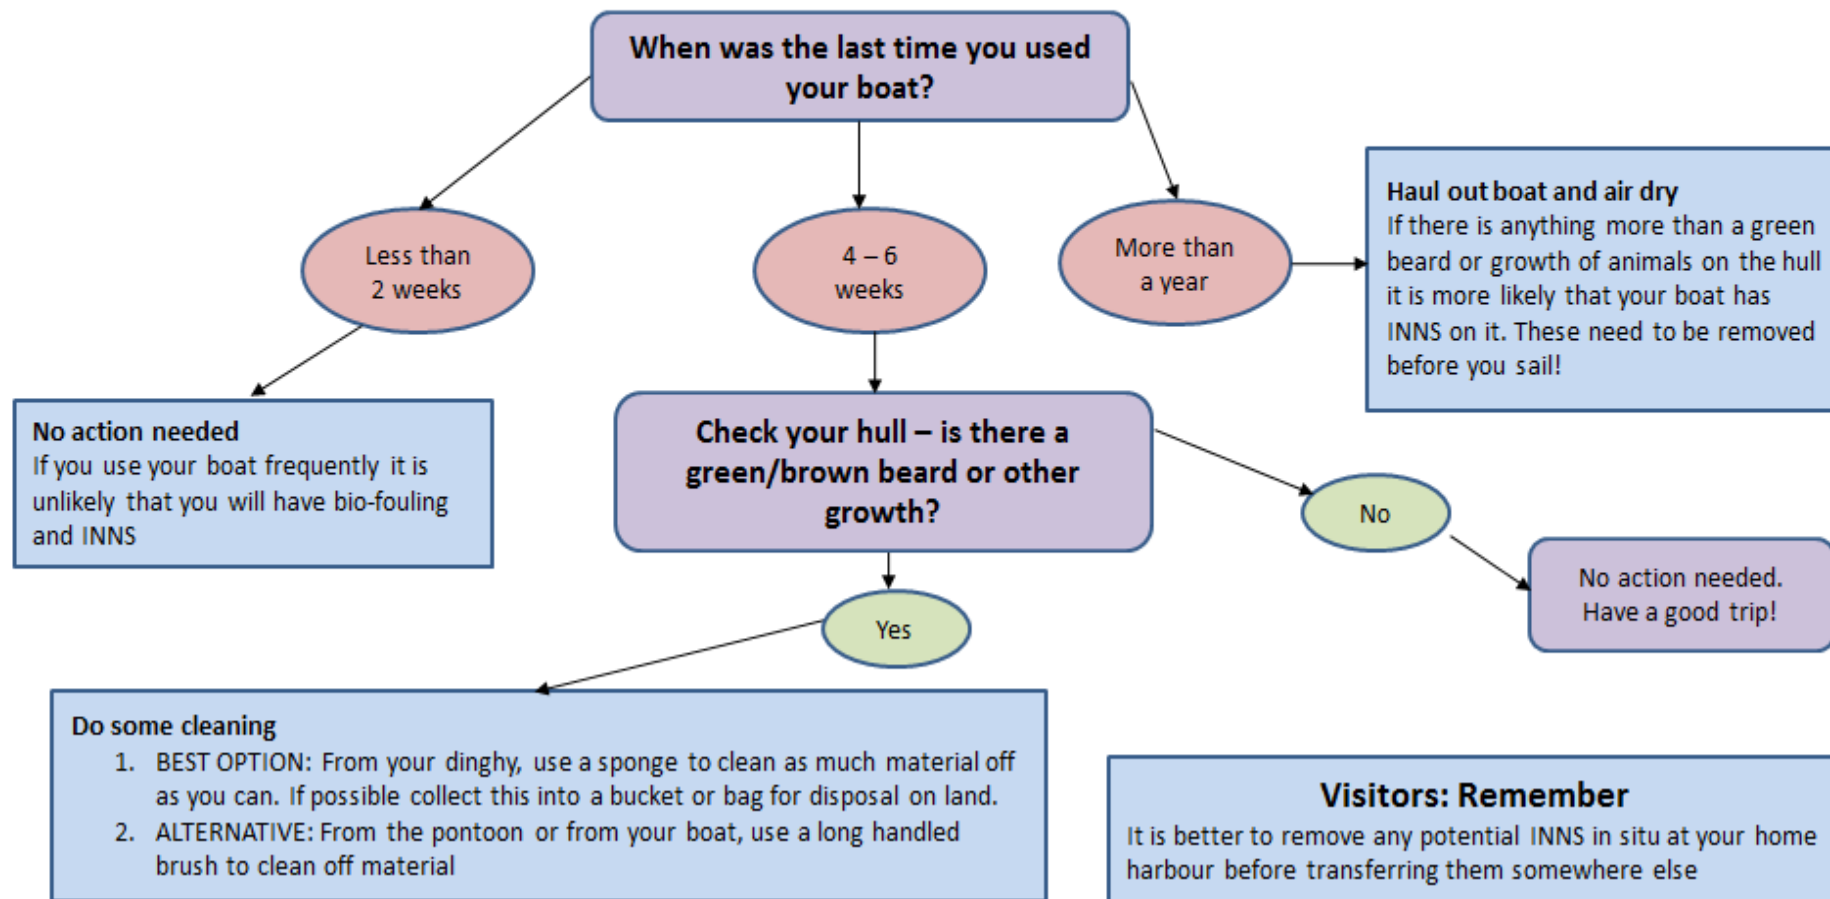 When was the last time you used
your boat?
Less than
2 weeks
4 – 6
weeks
More than
a year
Haul out boat and air dry
If there is anything more than a green
beard or growth of animals on the hull
it is more likely that your boat has
INNS on it. These need to be removed
before you sail!
No action needed
If you use your boat frequently it is
unlikely that you will have bio-fouling
and INNS
Check your hull – is there a
green/brown beard or other
growth?
No
No action needed.
Have a good trip!
Yes
Do some cleaning
1. BEST OPTION: From your dinghy, use a sponge to clean as much material off
as you can. If possible collect this into a bucket or bag for disposal on land.
2. ALTERNATIVE: From the pontoon or from your boat, use a long handled
brush to clean off material
Visitors: Remember
It is better to remove any potential INNS in situ at your home
harbour before transferring them somewhere else